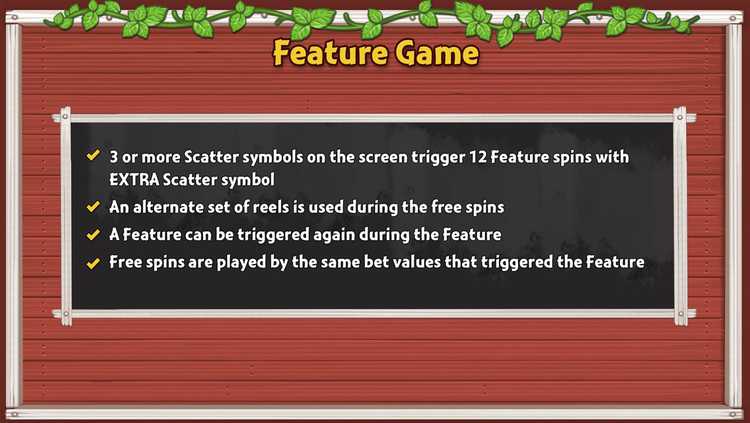 Feature Game
3 or more Scatter symbols on the screen trigger 12 Feature spins with
EXTRA Scatter symbol
An alternate set of reels is used during the free spins
A Feature can be triggered again during the Feature
Free spins are played by the same bet values that triggered the Feature